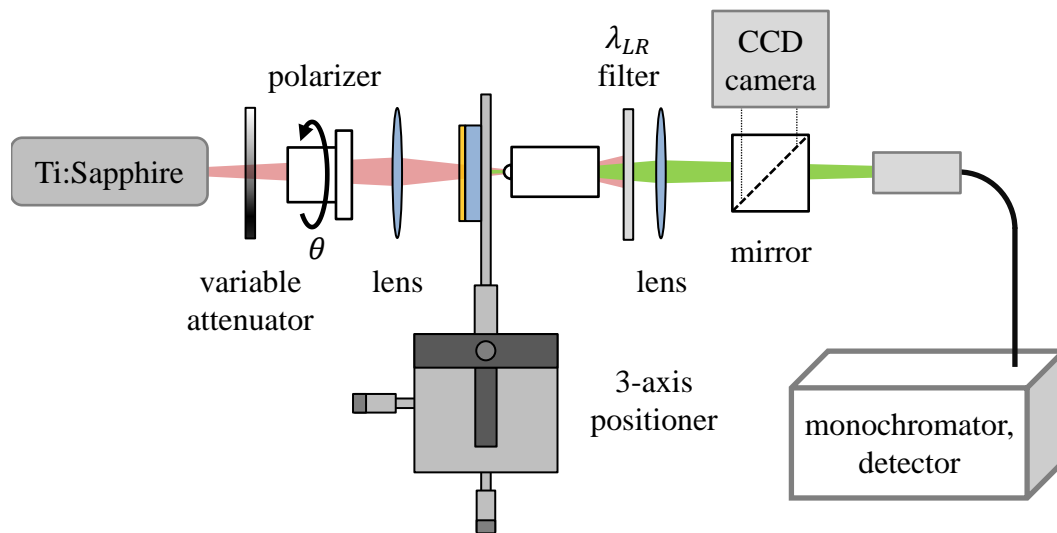 CCD
camera
λ_LR
filter
polarizer
Ti:Sapphire
θ
variable
attenuator
lens
lens
mirror
3-axis
positioner
monochromator,
detector